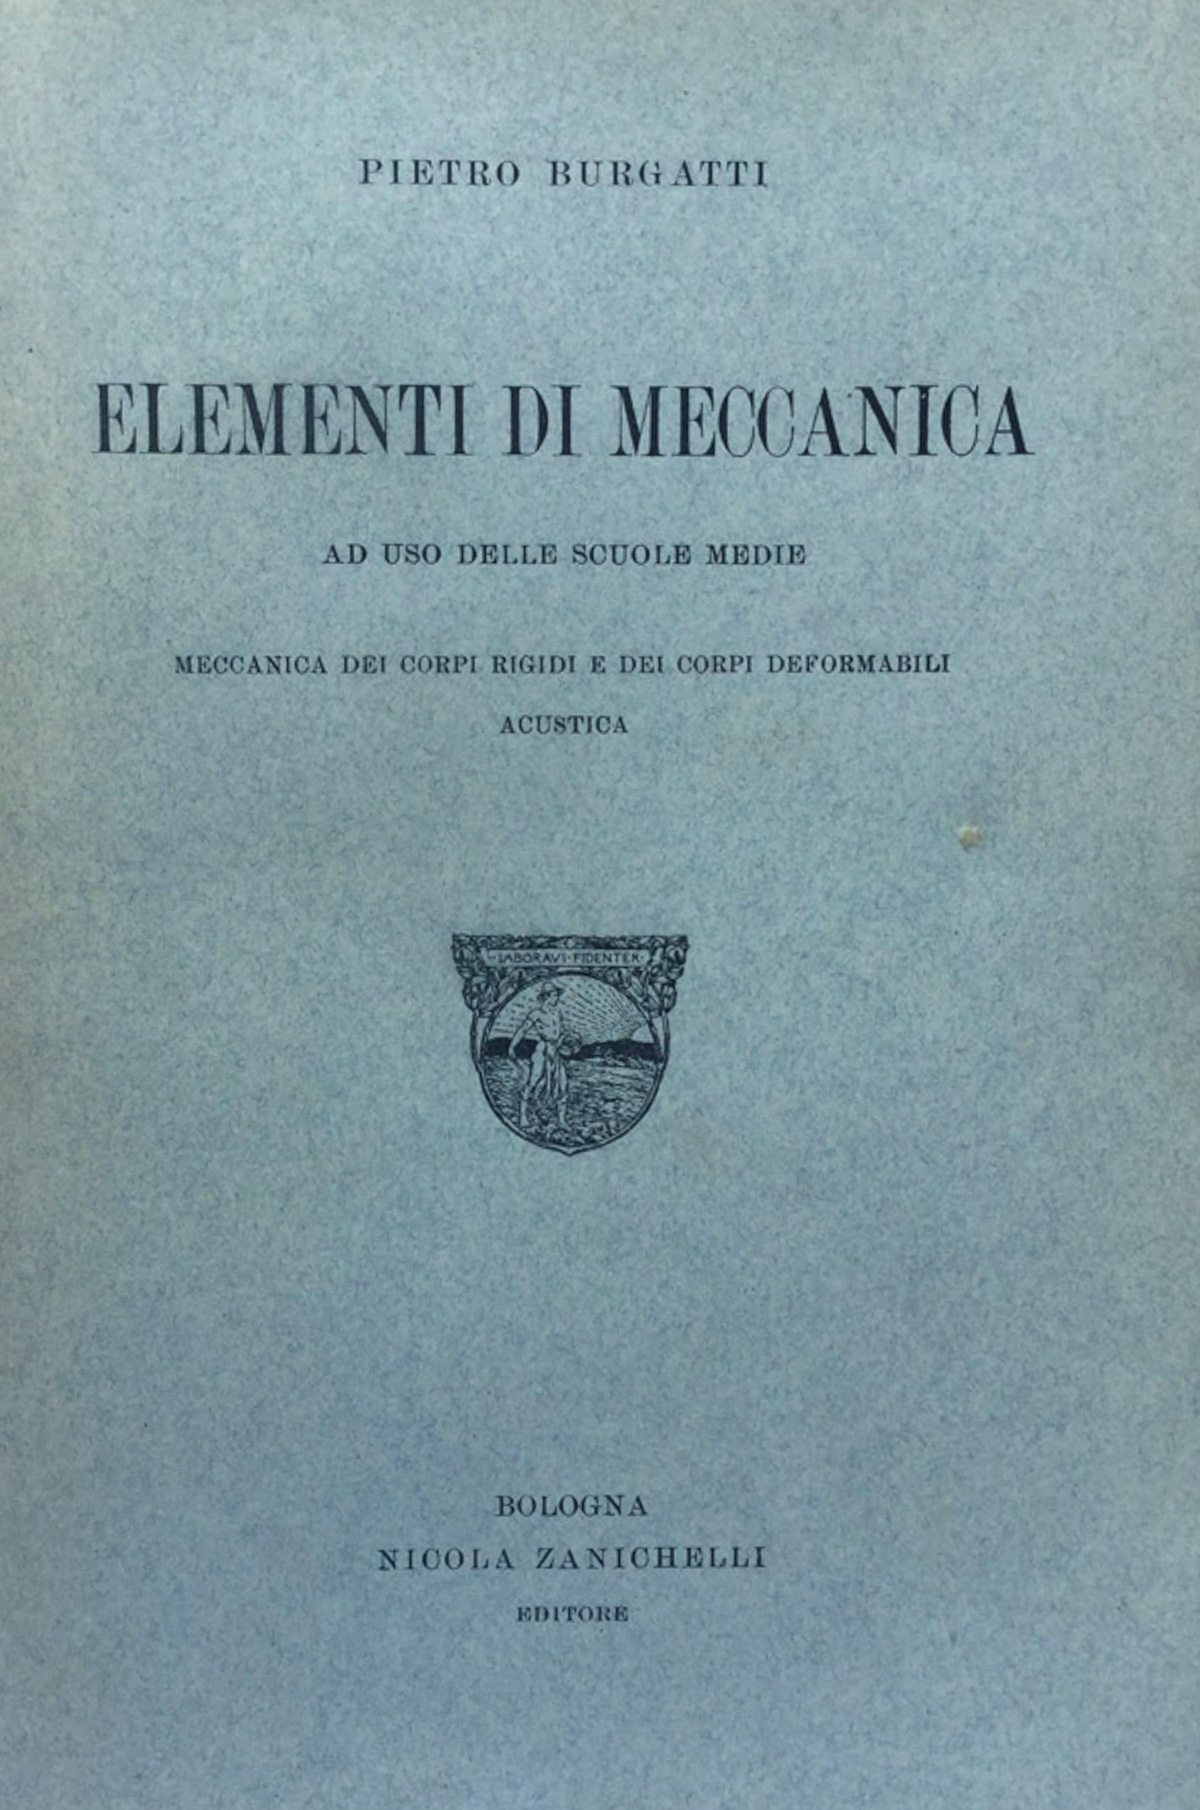 PIETRO BURGATTI
ELEMENTI DI MECCANICA
AD USO DELLE SCUOLE MEDIE
MECCANICA DEI CORPI RIGIDI E DEI CORPI DEFORMABILI
ACUSTICA
LABORAVI·FIDENTER
BOLOGNA
NICOLA ZANICHELLI
EDITORE